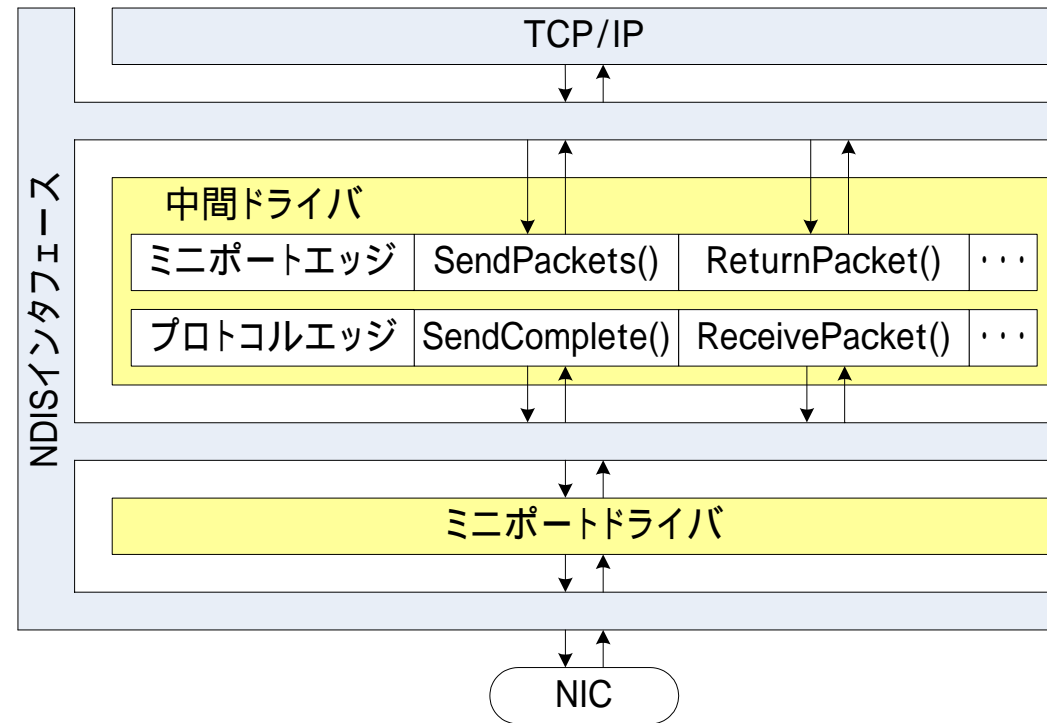 TCP/IP
NDISインタフェース
中間ドライバ
ミニポートエッジ SendPackets() ReturnPacket() ･･･
プロトコルエッジ SendComplete() ReceivePacket() ･･･
ミニポートドライバ
NIC